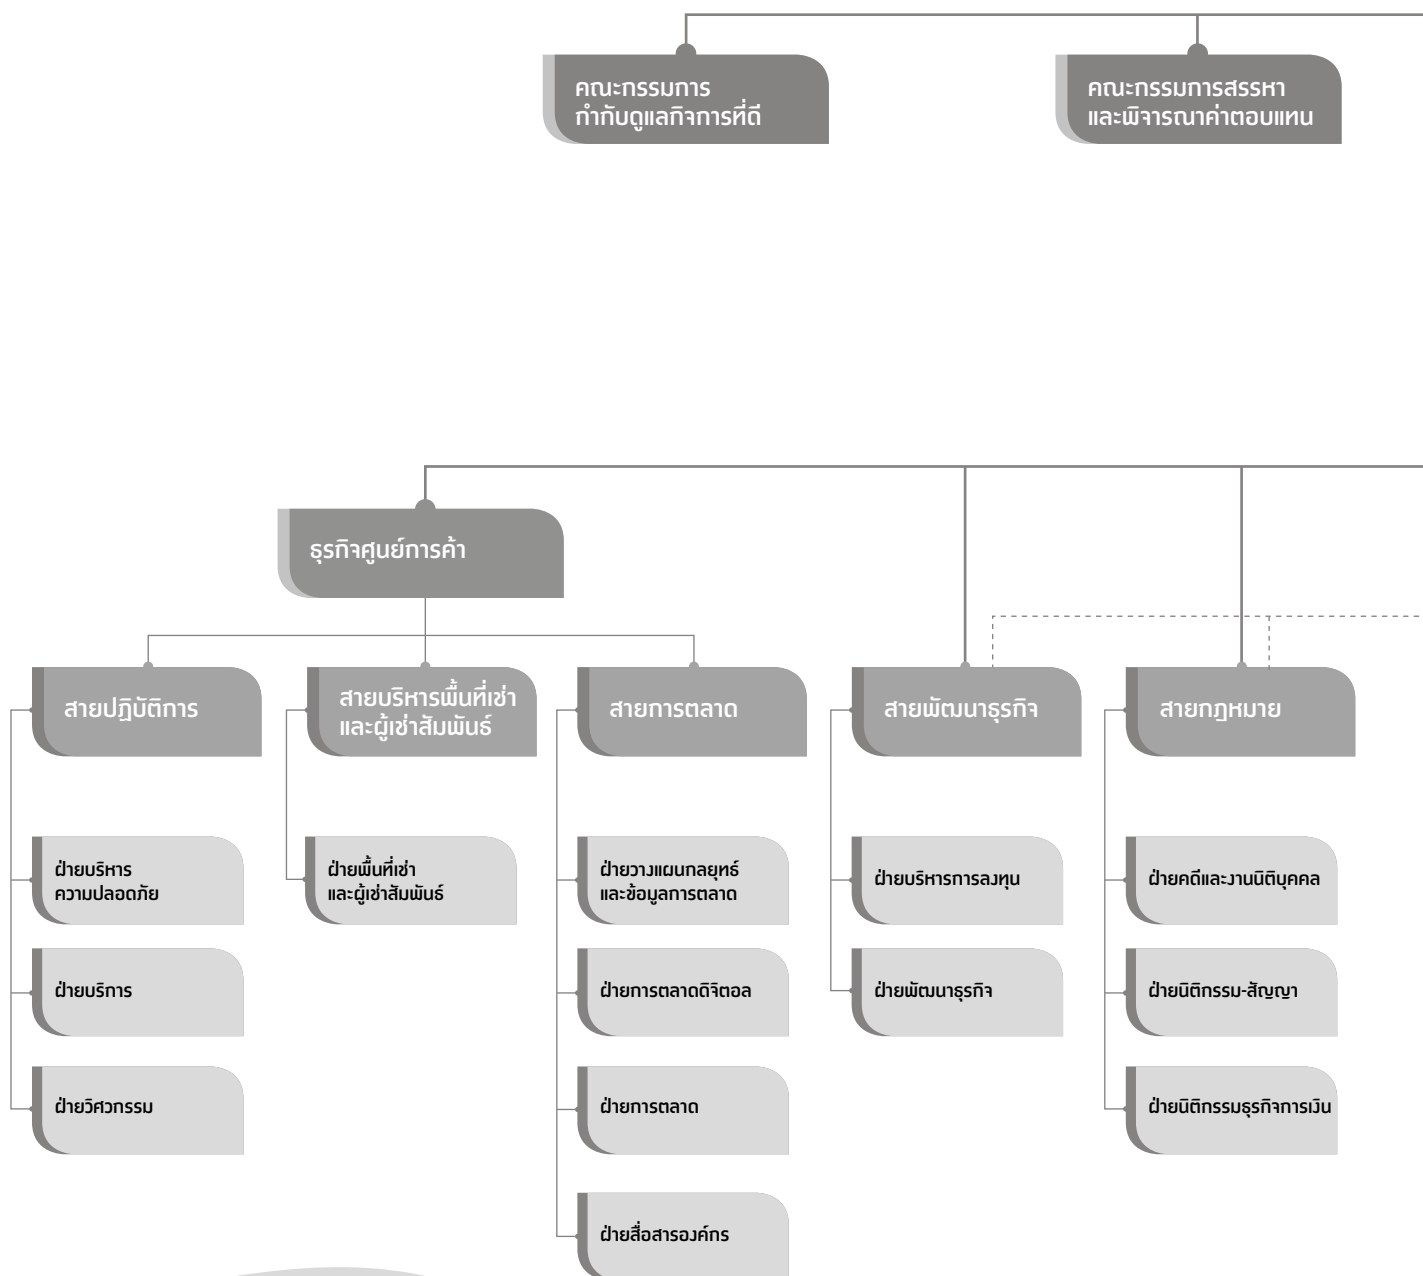 คณะกรรมการ
กำกับดูแลกิจการที่ดี
คณะกรรมการสรรหา
และพิจารณาค่าตอบแทน
ธุรกิจศูนย์การค้า
สายปฏิบัติการ
สายบริหารพื้นที่เช่า
และผู้เช่าสัมพันธ์
สายการตลาด
สายพัฒนาธุรกิจ
สายกฎหมาย
ฝ่ายบริหาร
ความปลอดภัย
ฝ่ายพื้นที่เช่า
และผู้เช่าสัมพันธ์
ฝ่ายวางแผนกลยุทธ์
และข้อมูลการตลาด
ฝ่ายบริหารการลงทุน
ฝ่ายคดีและงานนิติบุคคล
ฝ่ายบริการ
ฝ่ายการตลาดดิจิตอล
ฝ่ายพัฒนาธุรกิจ
ฝ่ายนิติกรรม-สัญญา
ฝ่ายวิศวกรรม
ฝ่ายการตลาด
ฝ่ายนิติกรรมธุรกิจการเงิน
ฝ่ายสื่อสารองค์กร